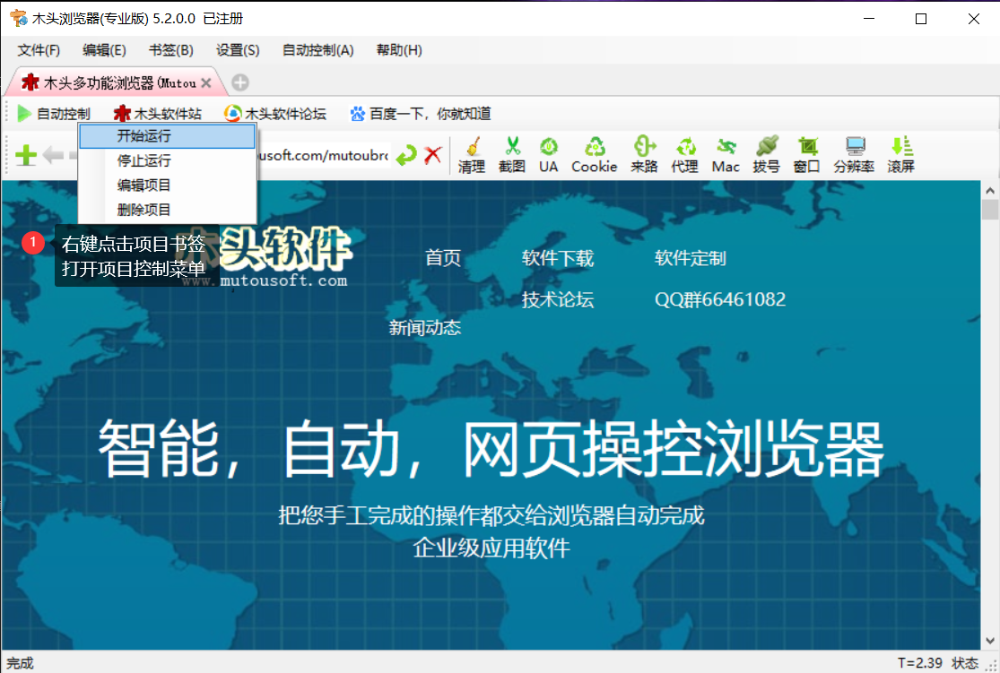 木头浏览器(专业版) 5.2.0.0 已注册
文件(F) 编辑(E) 书签(B) 设置(S) 自动控制(A) 帮助(H)
木头多功能浏览器(Mutou
自动控制 木头软件站 木头软件论坛 百度一下，你就知道
开始运行
停止运行
编辑项目
删除项目
usoft.com/mutoubr
清理 截图 UA Cookie 来路 代理 Mac 拔号 窗口 分辨率 滚屏
1 右键点击项目书签
打开项目控制菜单
木头软件
www.mutousoft.com
首页 软件下载 软件定制
技术论坛 QQ群66461082
新闻动态
智能，自动，网页操控浏览器
把您手工完成的操作都交给浏览器自动完成
企业级应用软件
完成 T=2.39 状态